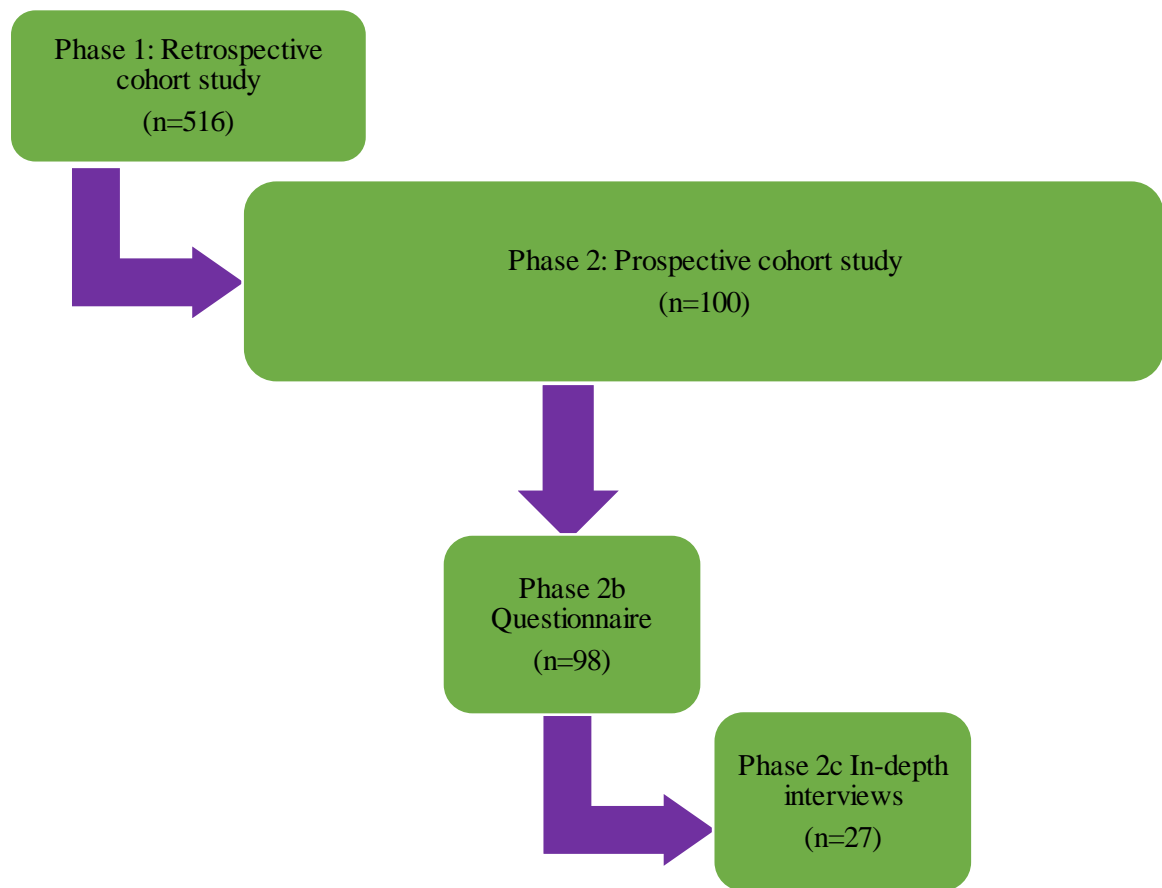 Phase 1: Retrospective
cohort study
(n=516)
Phase 2: Prospective cohort study
(n=100)
Phase 2b
Questionnaire
(n=98)
Phase 2c In-depth
interviews
(n=27)